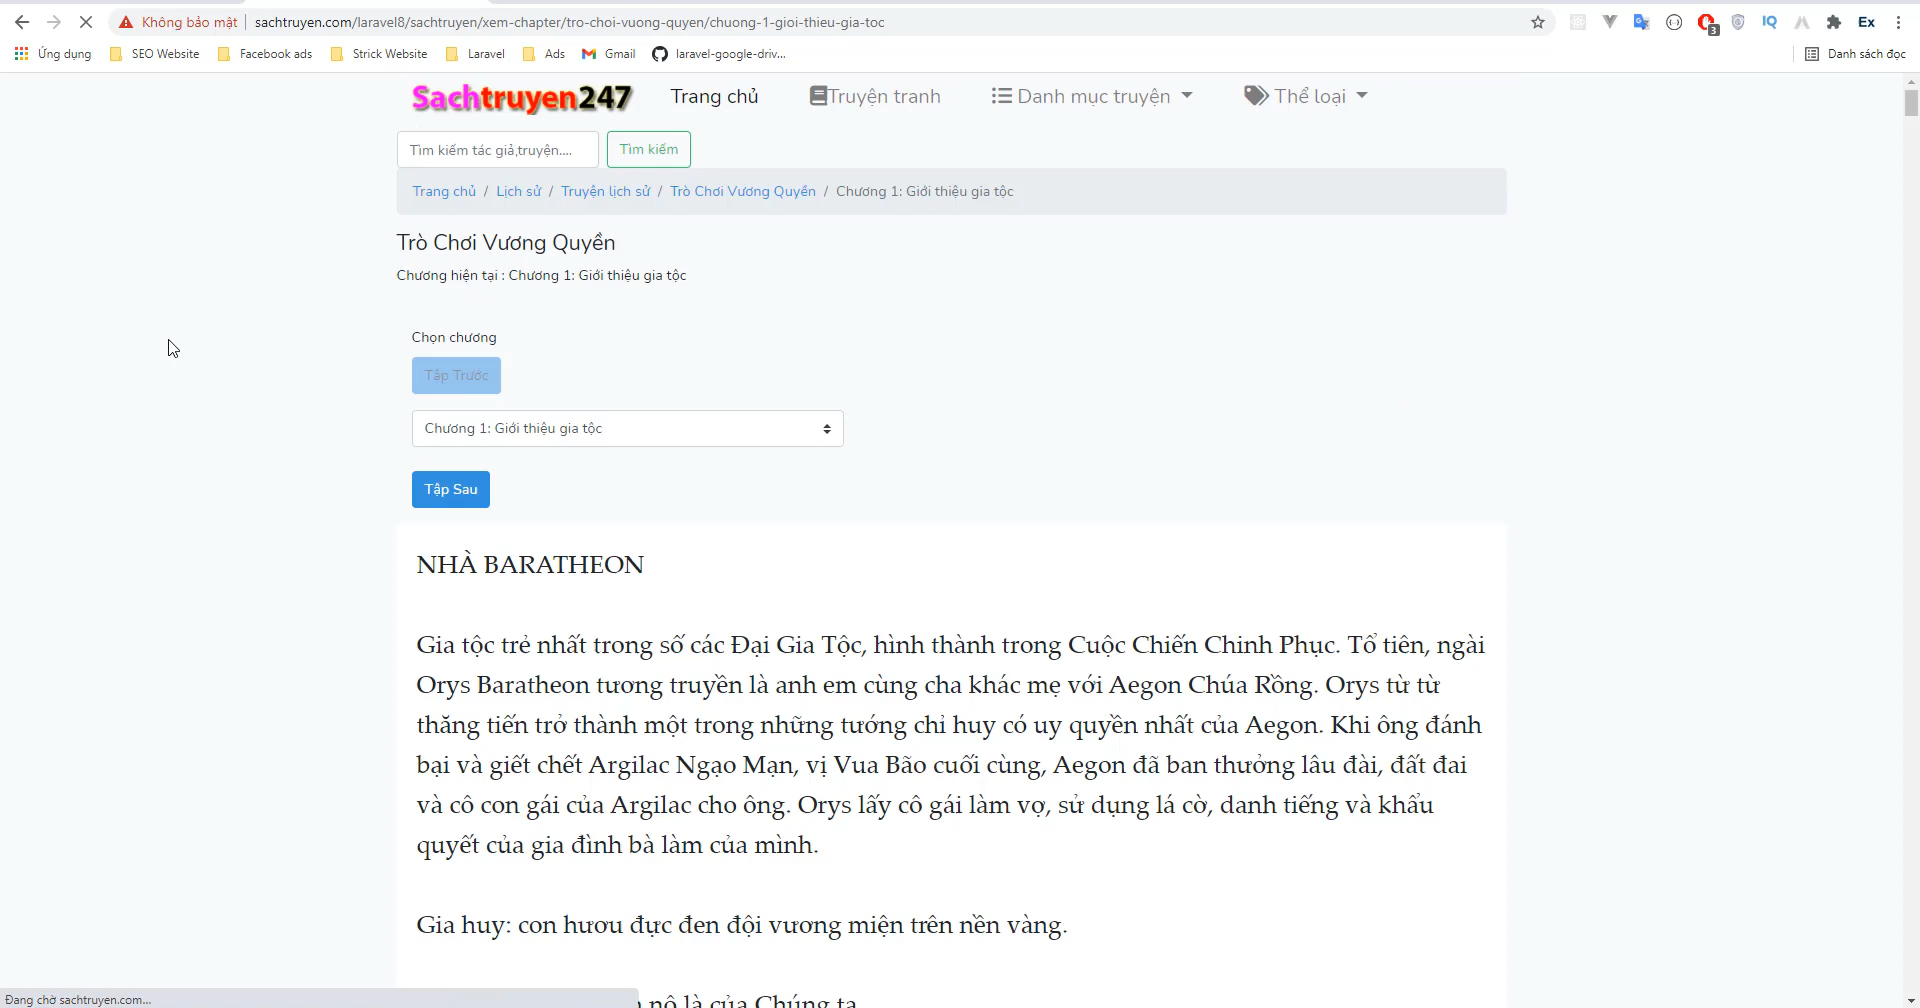 Không bảo mật sachtruyen.com/laravel8/sachtruyen/xem-chapter/tro-choi-vuong-quyen/chuong-1-gioi-thieu-gia-toc 3 IQ Ex
Ứng dụng SEO Website Facebook ads Strick Website Laravel Ads Gmail laravel-google-driv... Danh sách đọc
Sachtruyen247 Trang chủ Truyện tranh Danh mục truyện Thể loại
Tìm kiếm tác giả,truyện.... Tìm kiếm
Trang chủ / Lịch sử / Truyện lịch sử / Trò Chơi Vương Quyền / Chương 1: Giới thiệu gia tộc
Trò Chơi Vương Quyền
Chương hiện tại : Chương 1: Giới thiệu gia tộc
Chọn chương
Tập Trước
Chương 1: Giới thiệu gia tộc
Tập Sau
NHÀ BARATHEON
Gia tộc trẻ nhất trong số các Đại Gia Tộc, hình thành trong Cuộc Chiến Chinh Phục. Tổ tiên, ngài
Orys Baratheon tương truyền là anh em cùng cha khác mẹ với Aegon Chúa Rồng. Orys từ từ
thăng tiến trở thành một trong những tướng chỉ huy có uy quyền nhất của Aegon. Khi ông đánh
bại và giết chết Argilac Ngạo Mạn, vị Vua Bão cuối cùng, Aegon đã ban thưởng lâu đài, đất đai
và cô con gái của Argilac cho ông. Orys lấy cô gái làm vợ, sử dụng lá cờ, danh tiếng và khẩu
quyết của gia đình bà làm của mình.
Gia huy: con hươu đực đen đội vương miện trên nền vàng.
nộ là của Chúng ta
Đang chờ sachtruyen.com...